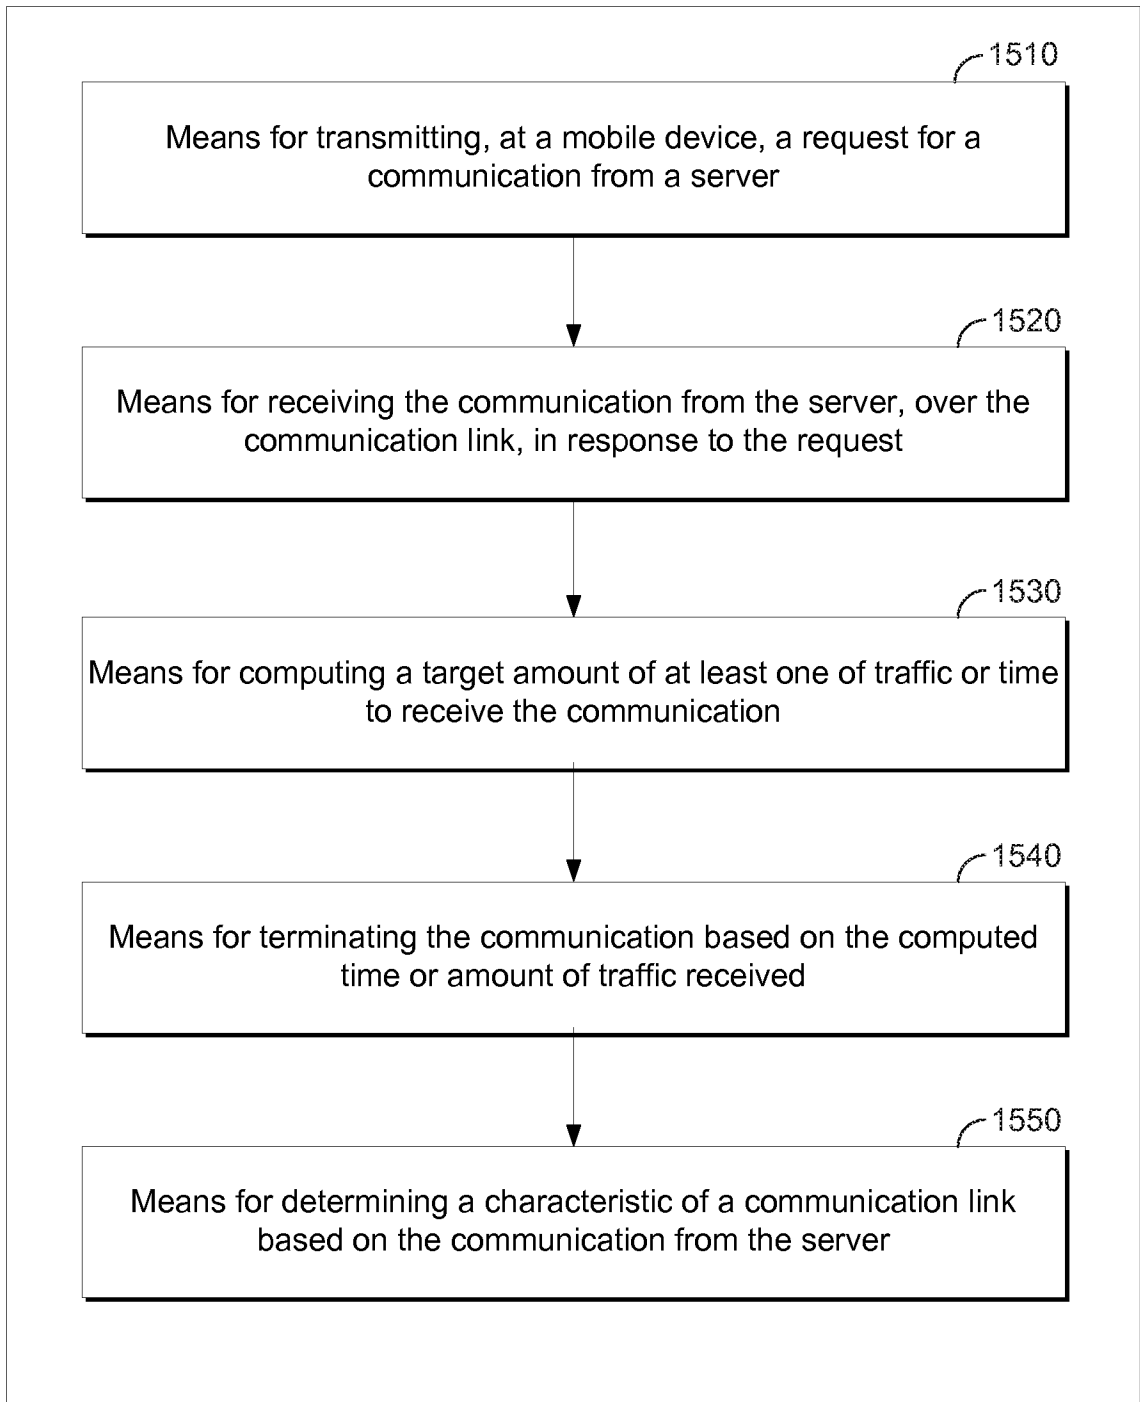 1510
Means for transmitting, at a mobile device, a request for a
communication from a server
1520
Means for receiving the communication from the server, over the
communication link, in response to the request
1530
Means for computing a target amount of at least one of traffic or time
to receive the communication
1540
Means for terminating the communication based on the computed
time or amount of traffic received
1550
Means for determining a characteristic of a communication link
based on the communication from the server